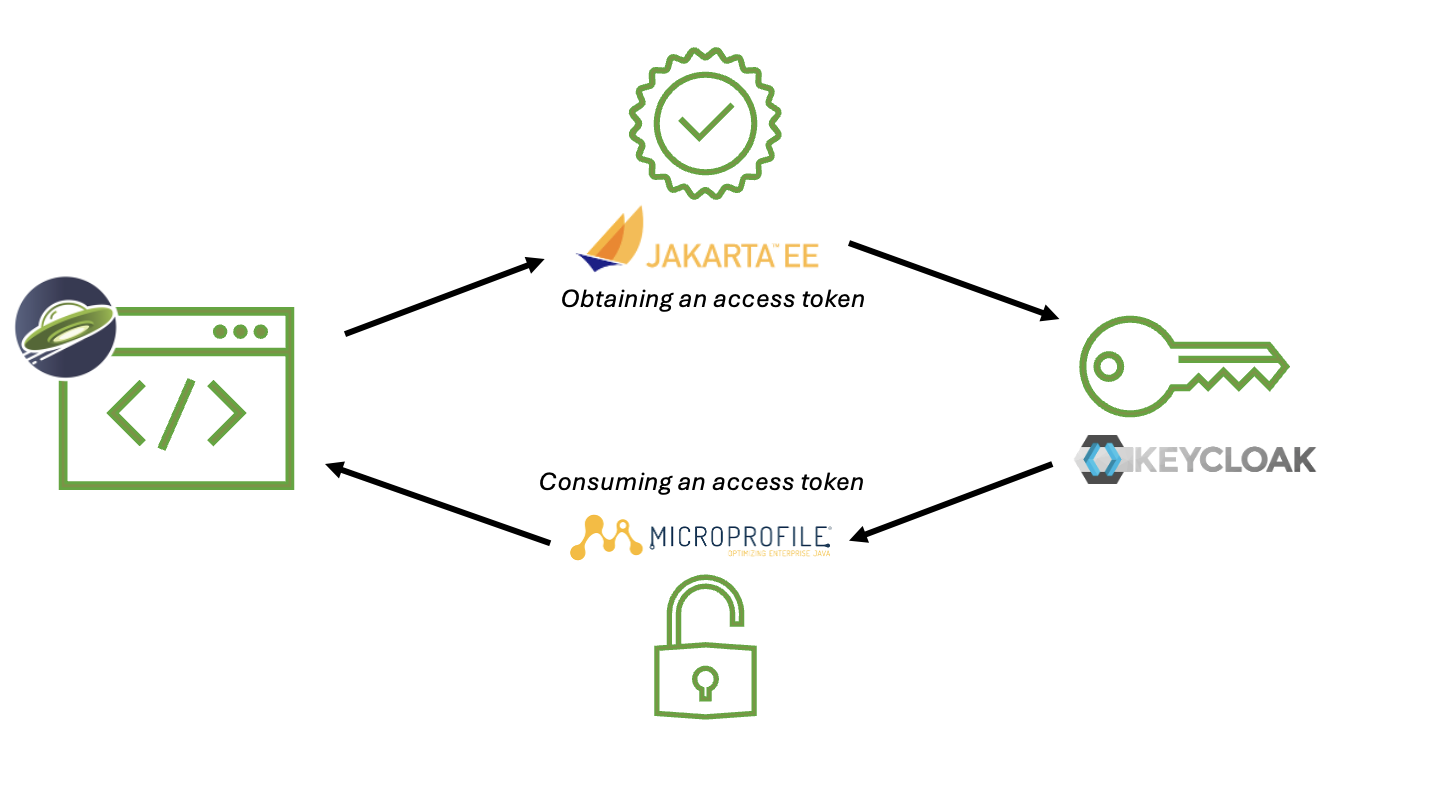 JAKARTA™ EE
Obtaining an access token
</>
KEYCLOAK
Consuming an access token
MICROPROFILE®
OPTIMIZING ENTERPRISE JAVA